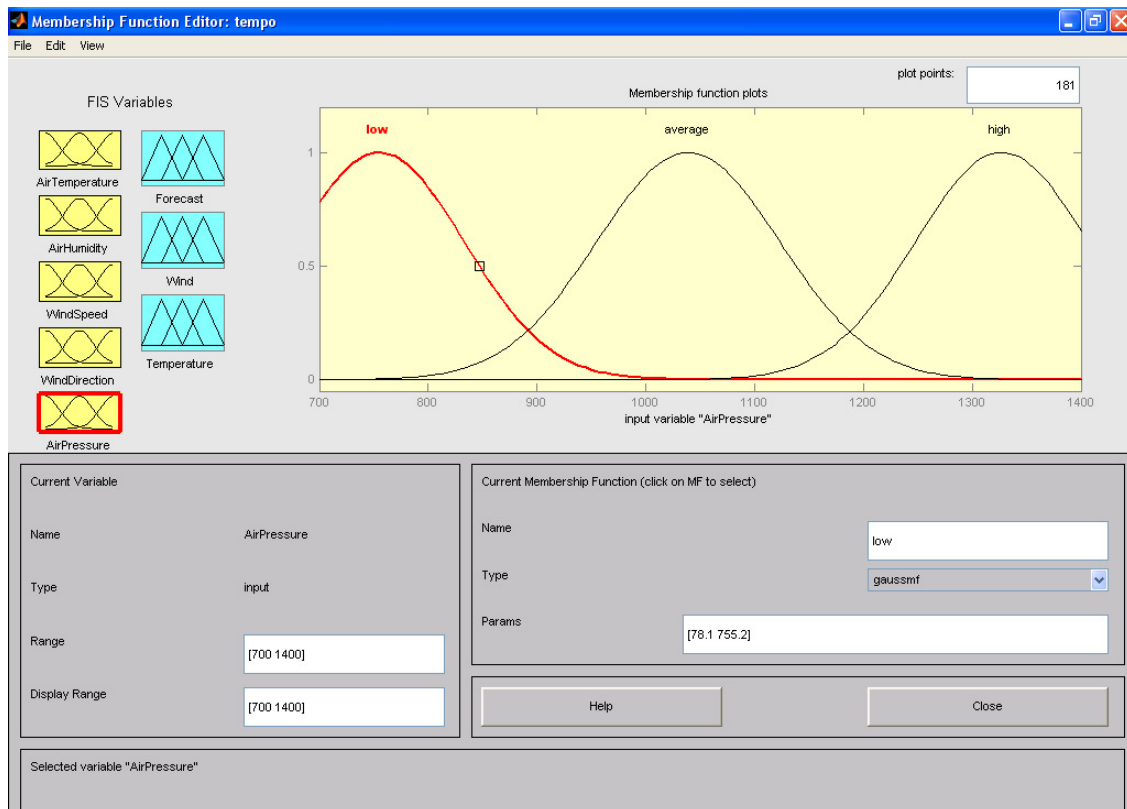 Membership Function Editor: tempo
File Edit View
FIS Variables
AirTemperature
AirHumidity
WindSpeed
WindDirection
AirPressure
Forecast
Wind
Temperature
plot points:
181
Membership function plots
low average high
1
0.5
0
700 800 900 1000 1100 1200 1300 1400
input variable "AirPressure"
Current Variable
Name AirPressure
Type input
Range [700 1400]
Display Range [700 1400]
Current Membership Function (click on MF to select)
Name low
Type gaussmf
Params [78.1 755.2]
Help Close
Selected variable "AirPressure"